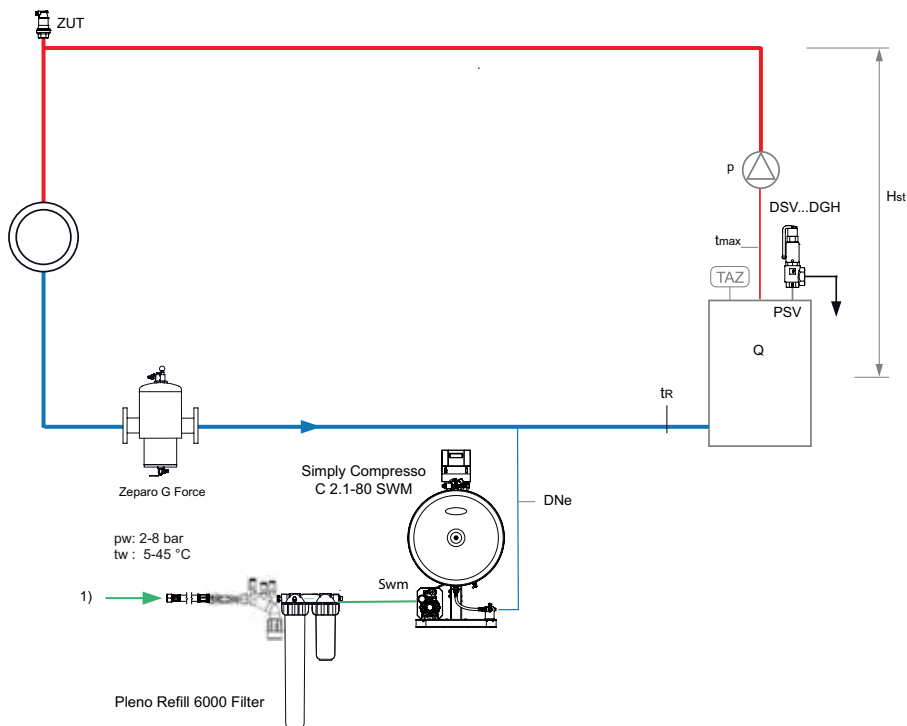 ZUT
p
Hst
DSV...DGH
tmax
TAZ
PSV
Q
tR
Zeparo G Force
Simply Compresso
C 2.1-80 SWM
DNe
pw: 2-8 bar
tw : 5-45 °C
Swm
1)
Pleno Refill 6000 Filter